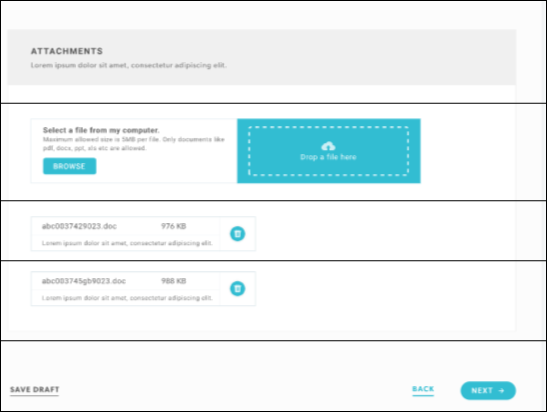 ATTACHMENTS
Lorem ipsum dolor sit amet, consectetur adipiscing elit.
Select a file from my computer.
Maximum allowed size is 5MB per file. Only documents like
pdf, docx, ppt, xls etc are allowed.
BROWSE
Drop a file here
abc0037429023.doc 976 KB
Lorem ipsum dolor sit amet, consectetur adipiscing elit.
abc003745gb9023.doc 988 KB
Lorem ipsum dolor sit amet, consectetur adipiscing elit.
SAVE DRAFT BACK NEXT →